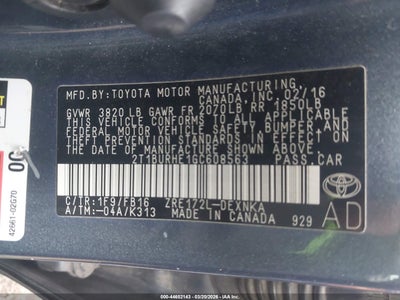 MFD.BY:TOYOTA MOTOR MANUFACTURING
CANADA,INC. 02/16
GVWR 3820 LB GAWR FR 2070LB RR 1850LB
THIS VEHICLE CONFORMS TO ALL APPLICABLE
FEDERAL MOTOR VEHICLE SAFETY, BUMPER, AND
THEFT PREVENTION STANDARDS IN EFFECT ON
THE DATE OF MANUFACTURE SHOWN ABOVE.
2T1BURHE1GC608563 PASS.CAR
C/TR:1F9/FB16 ZRE172L-DEXNKA
A/TM:-04A/K313 MADE IN CANADA 929
AD
TOYOTA
42661-02G70
000-44652143 - 03/20/2026 - IAA Inc.